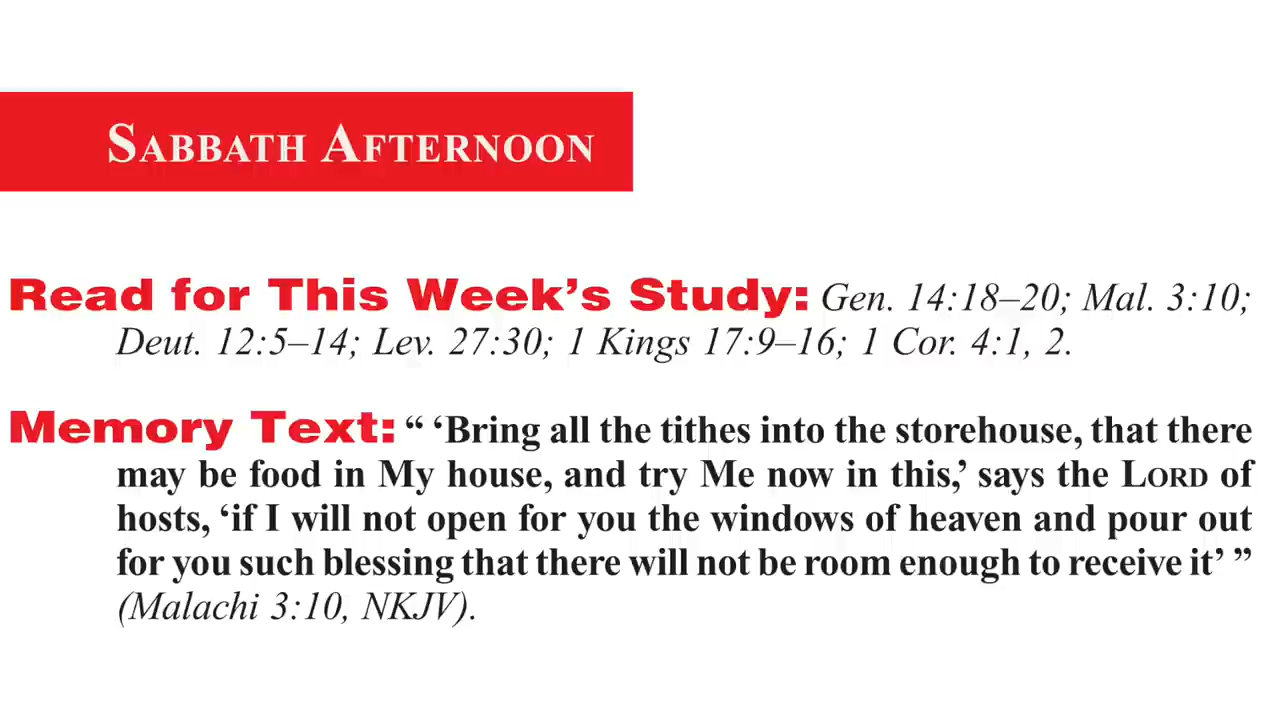 SABBATH AFTERNOON
Read for This Week’s Study: Gen. 14:18–20; Mal. 3:10;
Deut. 12:5–14; Lev. 27:30; 1 Kings 17:9–16; 1 Cor. 4:1, 2.
Memory Text: “ ‘Bring all the tithes into the storehouse, that there
may be food in My house, and try Me now in this,’ says the LORD of
hosts, ‘if I will not open for you the windows of heaven and pour out
for you such blessing that there will not be room enough to receive it’ ”
(Malachi 3:10, NKJV).